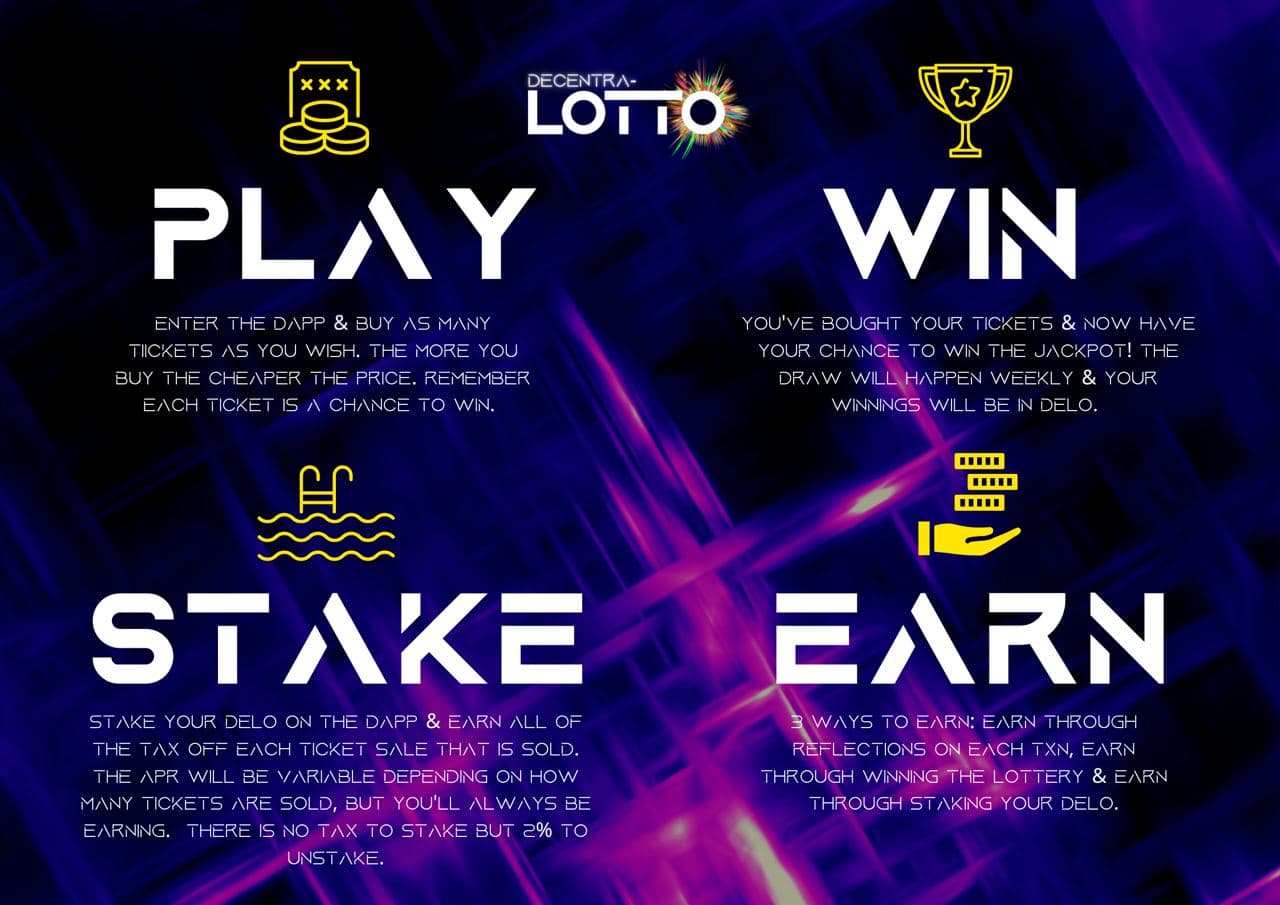 DECENTRA-
LOTTO
PLAY
ENTER THE DAPP & BUY AS MANY
TIICKETS AS YOU WISH. THE MORE YOU
BUY THE CHEAPER THE PRICE. REMEMBER
EACH TICKET IS A CHANCE TO WIN.
WIN
YOU'VE BOUGHT YOUR TICKETS & NOW HAVE
YOUR CHANCE TO WIN THE JACKPOT! THE
DRAW WILL HAPPEN WEEKLY & YOUR
WINNINGS WILL BE IN DELO.
STAKE
STAKE YOUR DELO ON THE DAPP & EARN ALL OF
THE TAX OFF EACH TICKET SALE THAT IS SOLD.
THE APR WILL BE VARIABLE DEPENDING ON HOW
MANY TICKETS ARE SOLD, BUT YOU'LL ALWAYS BE
EARNING. THERE IS NO TAX TO STAKE BUT 2% TO
UNSTAKE.
EARN
3 WAYS TO EARN: EARN THROUGH
REFLECTIONS ON EACH TXN, EARN
THROUGH WINNING THE LOTTERY & EARN
THROUGH STAKING YOUR DELO.